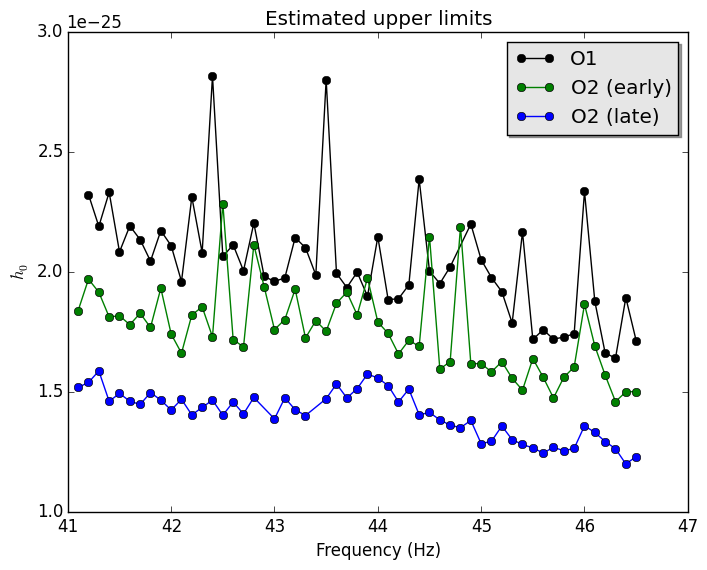 Estimated upper limits
1e−25
3.0
2.5
2.0
1.5
1.0
h₀
O1
O2 (early)
O2 (late)
41 42 43 44 45 46 47
Frequency (Hz)